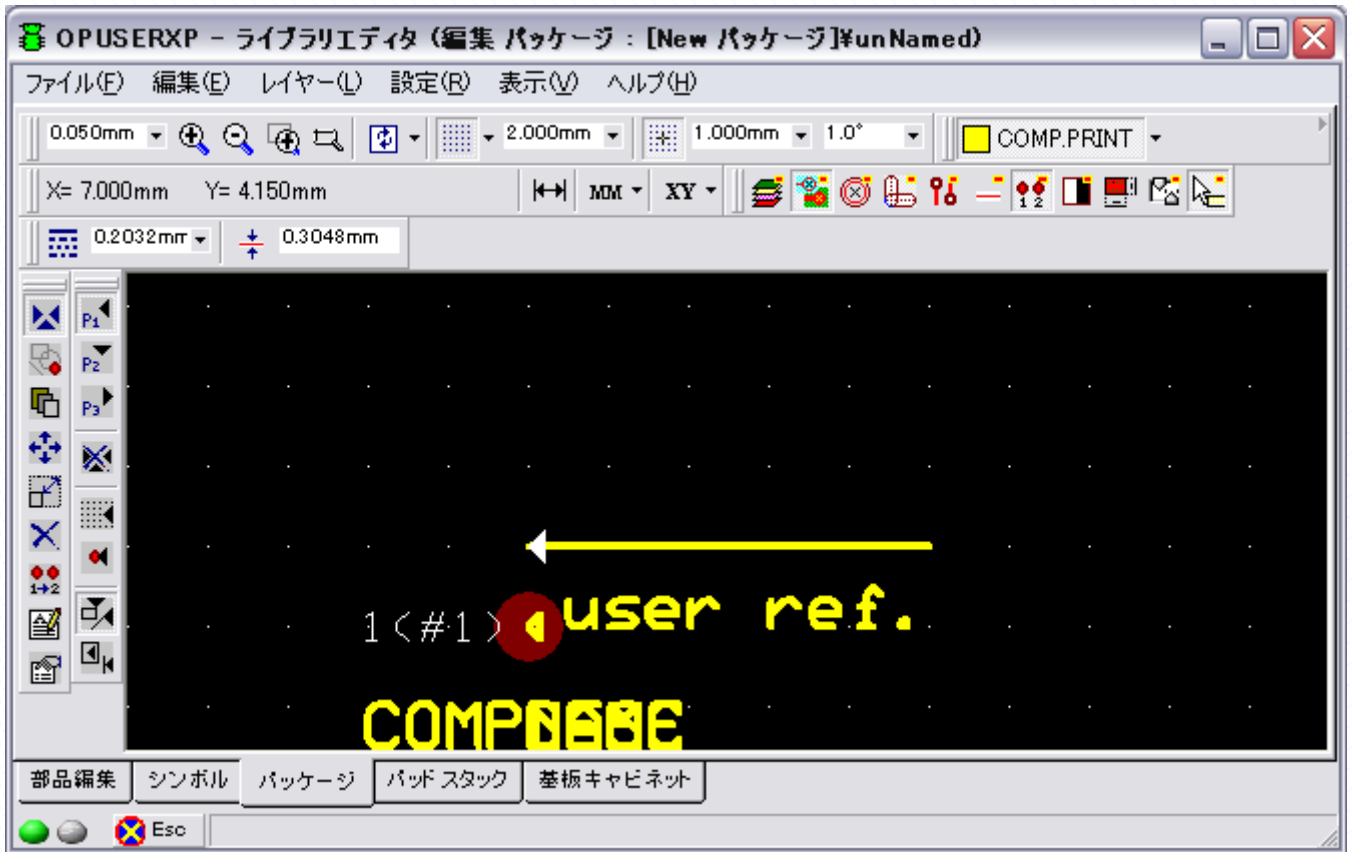 OPUSERXP - ライブラリエディタ (編集 パッケージ : [New パッケージ]¥unNamed)
ファイル(F) 編集(E) レイヤー(L) 設定(R) 表示(V) ヘルプ(H)
0.050mm 2.000mm 1.000mm 1.0° COMP.PRINT
X= 7.000mm Y= 4.150mm MM XY
0.2032mm 0.3048mm
P1
P2
P3
1→2
1(#1) user ref.
部品編集 シンボル パッケージ パッド スタック 基板キャビネット
Esc